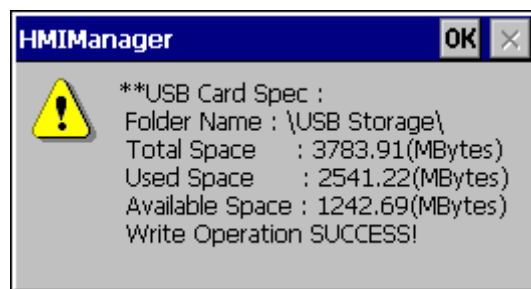 HMIManager OK
**USB Card Spec :
Folder Name : \USB Storage\
Total Space : 3783.91(MBytes)
Used Space : 2541.22(MBytes)
Available Space : 1242.69(MBytes)
Write Operation SUCCESS!